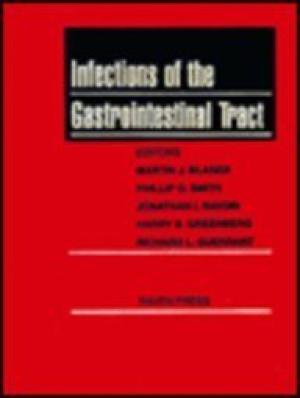 Infections of the
Gastrointestinal Tract
EDITORS
MARTIN J. BLASER
PHILLIP D. SMITH
JONATHAN I. RAVDIN
HARRY B. GREENBERG
RICHARD L. GUERRANT
RAVEN PRESS